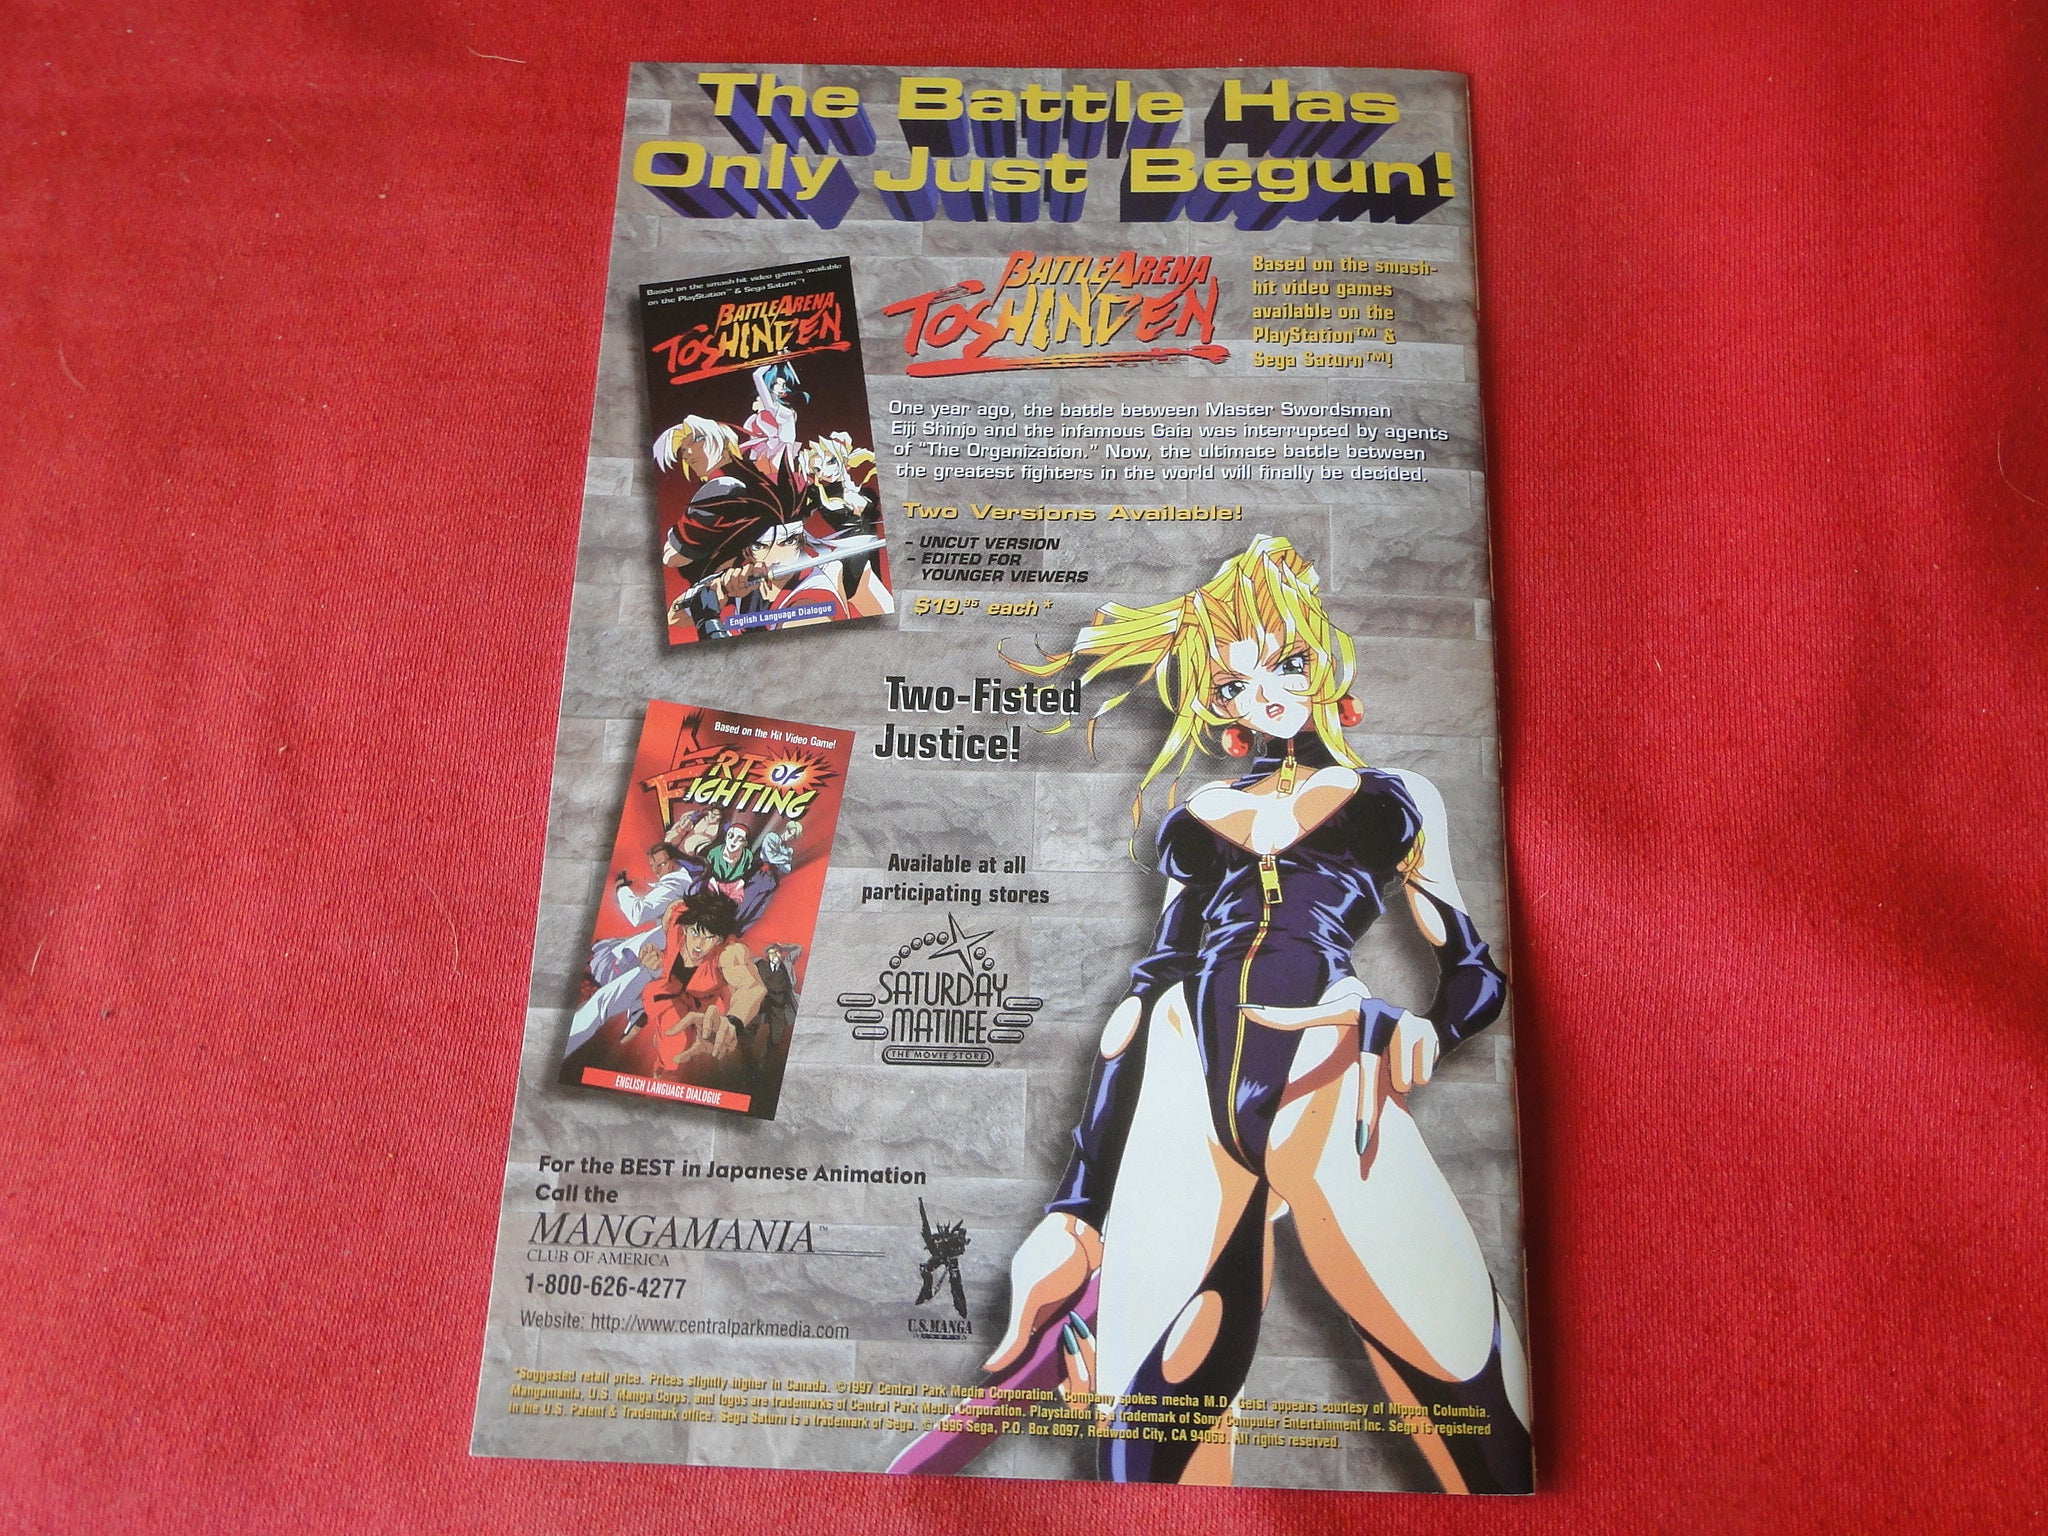 The Battle Has
Only Just Begun!
Based on the smash-hit video games available
on the PlayStation™ & Sega Saturn™!
BATTLE ARENA
TOSHINDEN
English Language Dialogue
BATTLE ARENA
TOSHINDEN
Based on the smash-
hit video games
available on the
PlayStation™ &
Sega Saturn™!
One year ago, the battle between Master Swordsman
Eiji Shinjo and the infamous Gaia was interrupted by agents
of "The Organization." Now, the ultimate battle between
the greatest fighters in the world will finally be decided.
Two Versions Available!
- UNCUT VERSION
- EDITED FOR
YOUNGER VIEWERS
$19.95 each*
Two-Fisted
Justice!
Based on the Hit Video Game!
ART OF
FIGHTING
ENGLISH LANGUAGE DIALOGUE
Available at all
participating stores
SATURDAY
MATINEE
THE MOVIE STORE
For the BEST in Japanese Animation
Call the
MANGAMANIA™
CLUB OF AMERICA
1-800-626-4277
Website: http://www.centralparkmedia.com
U.S. MANGA
*Suggested retail price. Prices slightly higher in Canada. ©1997 Central Park Media Corporation. Company spokes mecha M.D. Geist appears courtesy of Nippon Columbia.
Mangamania, U.S. Manga Corps, and logos are trademarks of Central Park Media Corporation. Playstation is a trademark of Sony Computer Entertainment Inc. Sega is registered
in the U.S. Patent & Trademark office. Sega Saturn is a trademark of Sega. © 1996 Sega, P.O. Box 8097, Redwood City, CA 94063. All rights reserved.